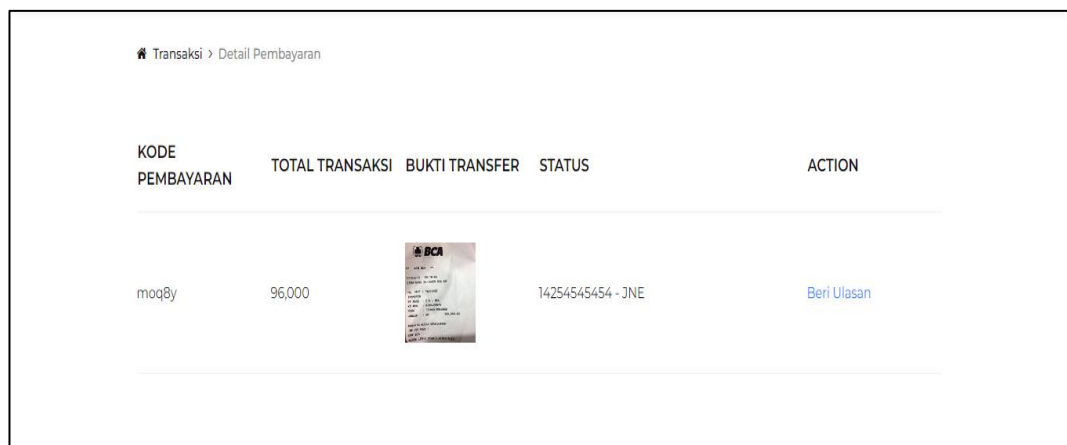 Transaksi > Detail Pembayaran
KODE
PEMBAYARAN
TOTAL TRANSAKSI
BUKTI TRANSFER
STATUS
ACTION
moq8y
96,000
BCA
14254545454 - JNE
Beri Ulasan